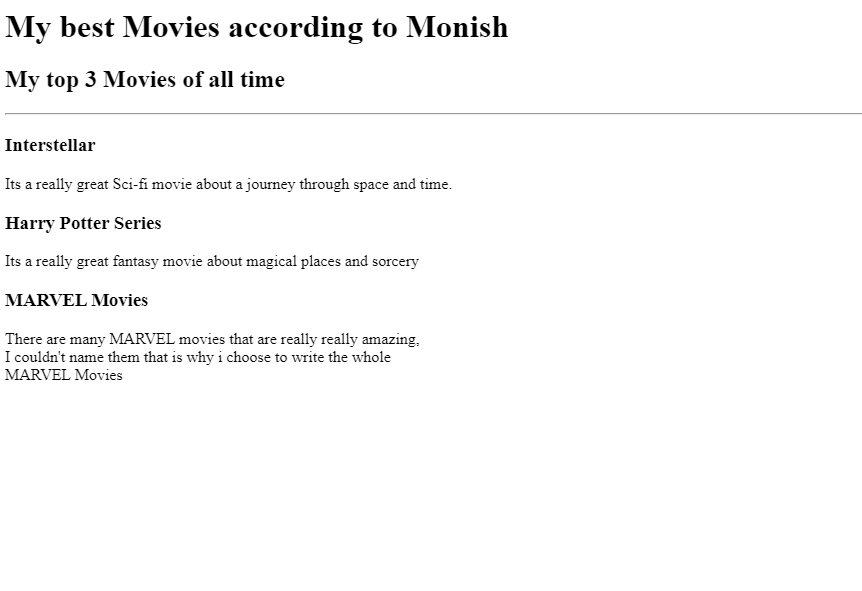 My best Movies according to Monish
My top 3 Movies of all time
Interstellar
Its a really great Sci-fi movie about a journey through space and time.
Harry Potter Series
Its a really great fantasy movie about magical places and sorcery
MARVEL Movies
There are many MARVEL movies that are really really amazing,
I couldn't name them that is why i choose to write the whole
MARVEL Movies